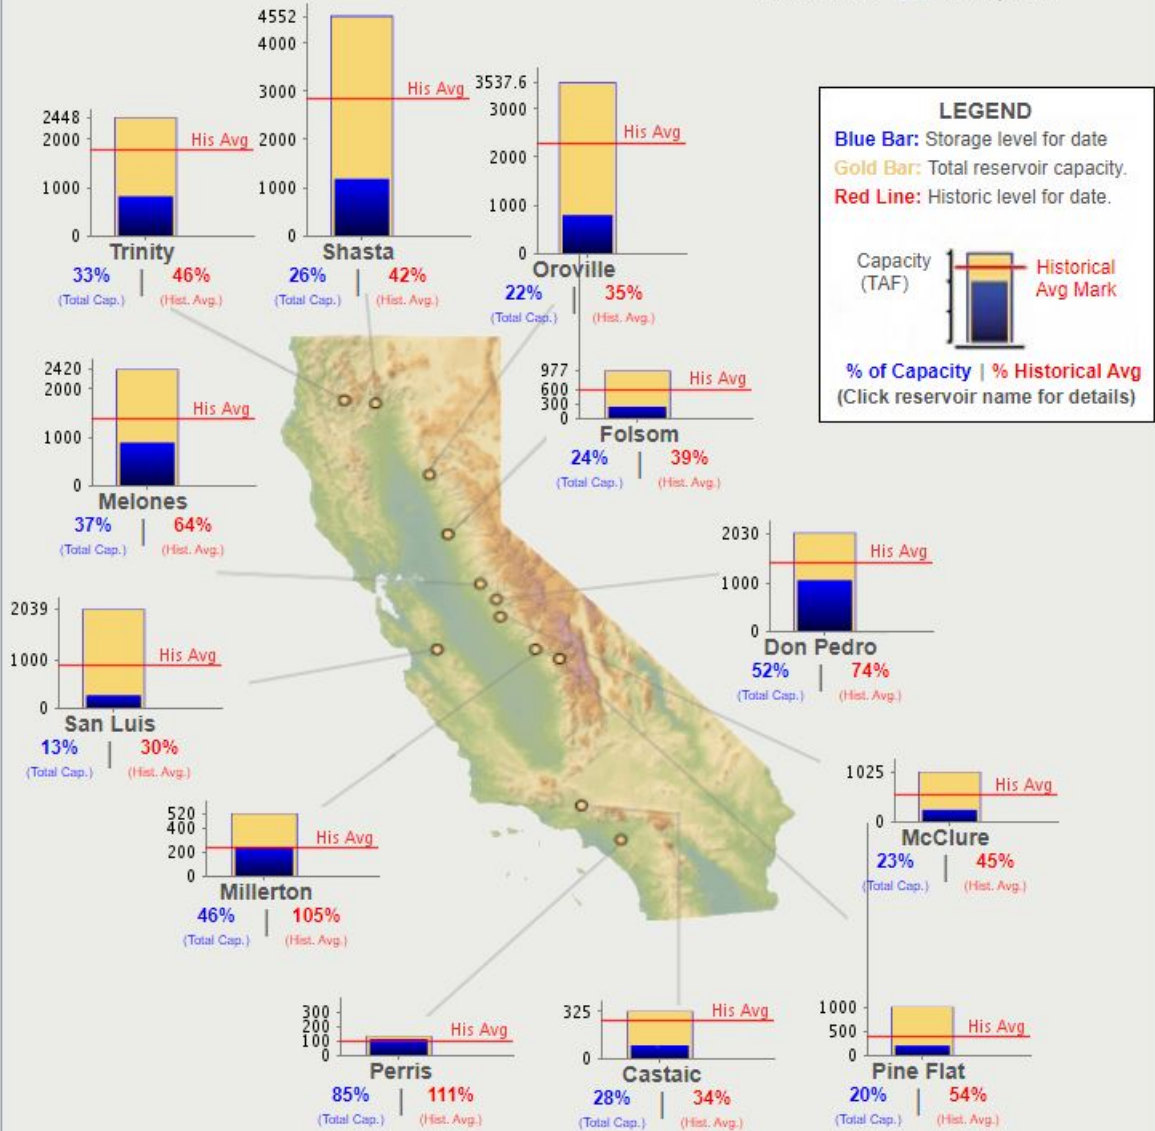 4552
4000
3000
2000
1000
0
His Avg
Shasta
26% | 42%
(Total Cap.) (Hist. Avg.)
2448
2000
1000
0
His Avg
Trinity
33% | 46%
(Total Cap.) (Hist. Avg.)
3537.6
3000
2000
1000
0
His Avg
Oroville
22% | 35%
(Total Cap.) (Hist. Avg.)
LEGEND
Blue Bar: Storage level for date
Gold Bar: Total reservoir capacity.
Red Line: Historic level for date.
Capacity
(TAF)
Historical
Avg Mark
% of Capacity | % Historical Avg
(Click reservoir name for details)
2420
2000
1000
0
His Avg
Melones
37% | 64%
(Total Cap.) (Hist. Avg.)
977
600
300
0
His Avg
Folsom
24% | 39%
(Total Cap.) (Hist. Avg.)
2030
1000
0
His Avg
Don Pedro
52% | 74%
(Total Cap.) (Hist. Avg.)
2039
1000
0
His Avg
San Luis
13% | 30%
(Total Cap.) (Hist. Avg.)
1025
0
His Avg
McClure
23% | 45%
(Total Cap.) (Hist. Avg.)
520
400
200
0
His Avg
Millerton
46% | 105%
(Total Cap.) (Hist. Avg.)
300
200
100
0
His Avg
Perris
85% | 111%
(Total Cap.) (Hist. Avg.)
325
0
His Avg
Castaic
28% | 34%
(Total Cap.) (Hist. Avg.)
1000
500
0
His Avg
Pine Flat
20% | 54%
(Total Cap.) (Hist. Avg.)